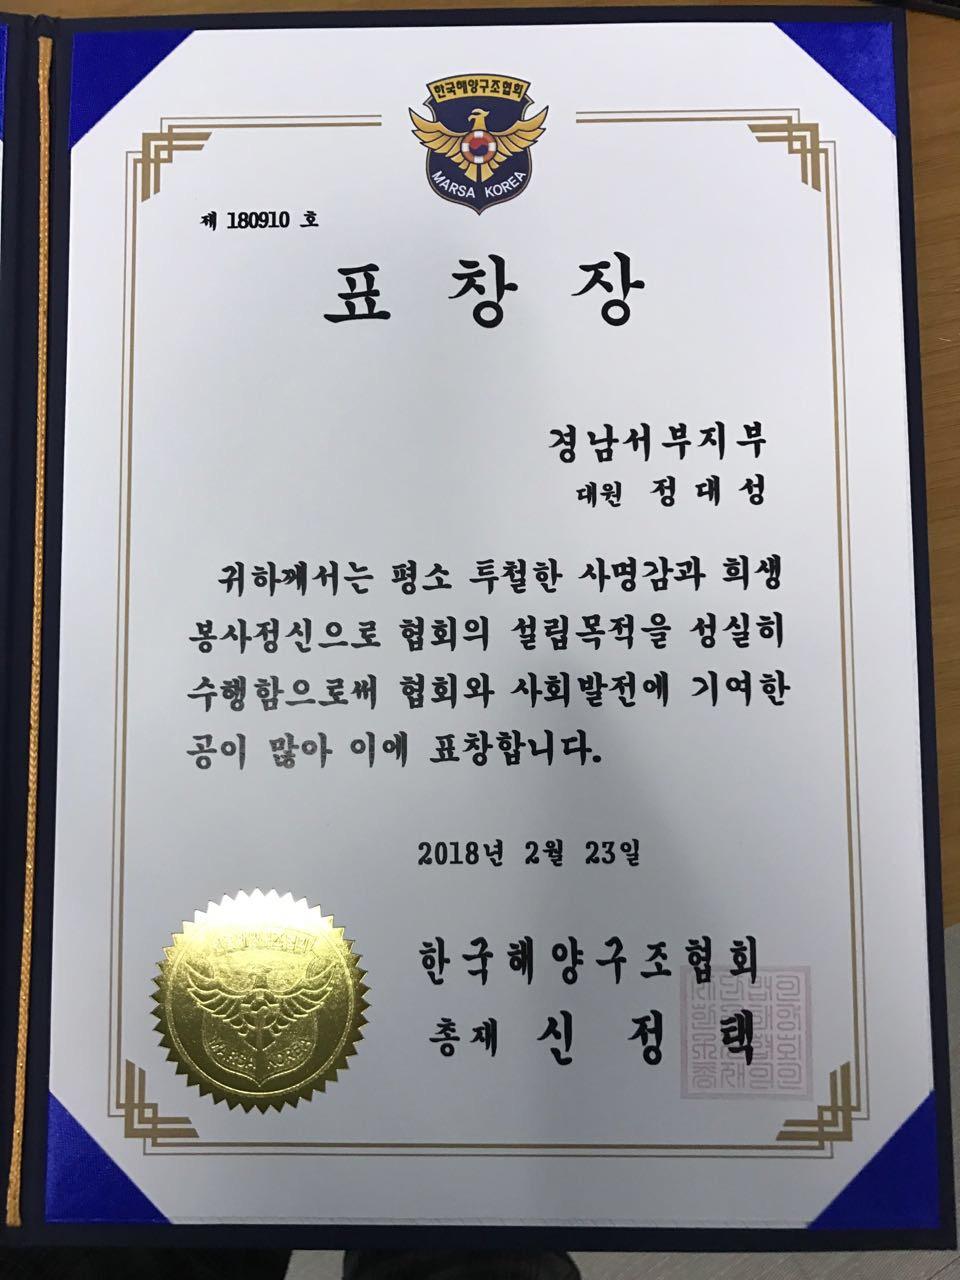 한국해양구조협회
MARSA KOREA
제 180910 호
표 창 장
경남서부지부
대원 정 대 성
귀하께서는 평소 투철한 사명감과 희생
봉사정신으로 협회의 설립목적을 성실히
수행함으로써 협회와 사회발전에 기여한
공이 많아 이에 표창합니다.
2018년 2월 23일
한국해양구조협회
총재 신 정 택
MARSA KOREA